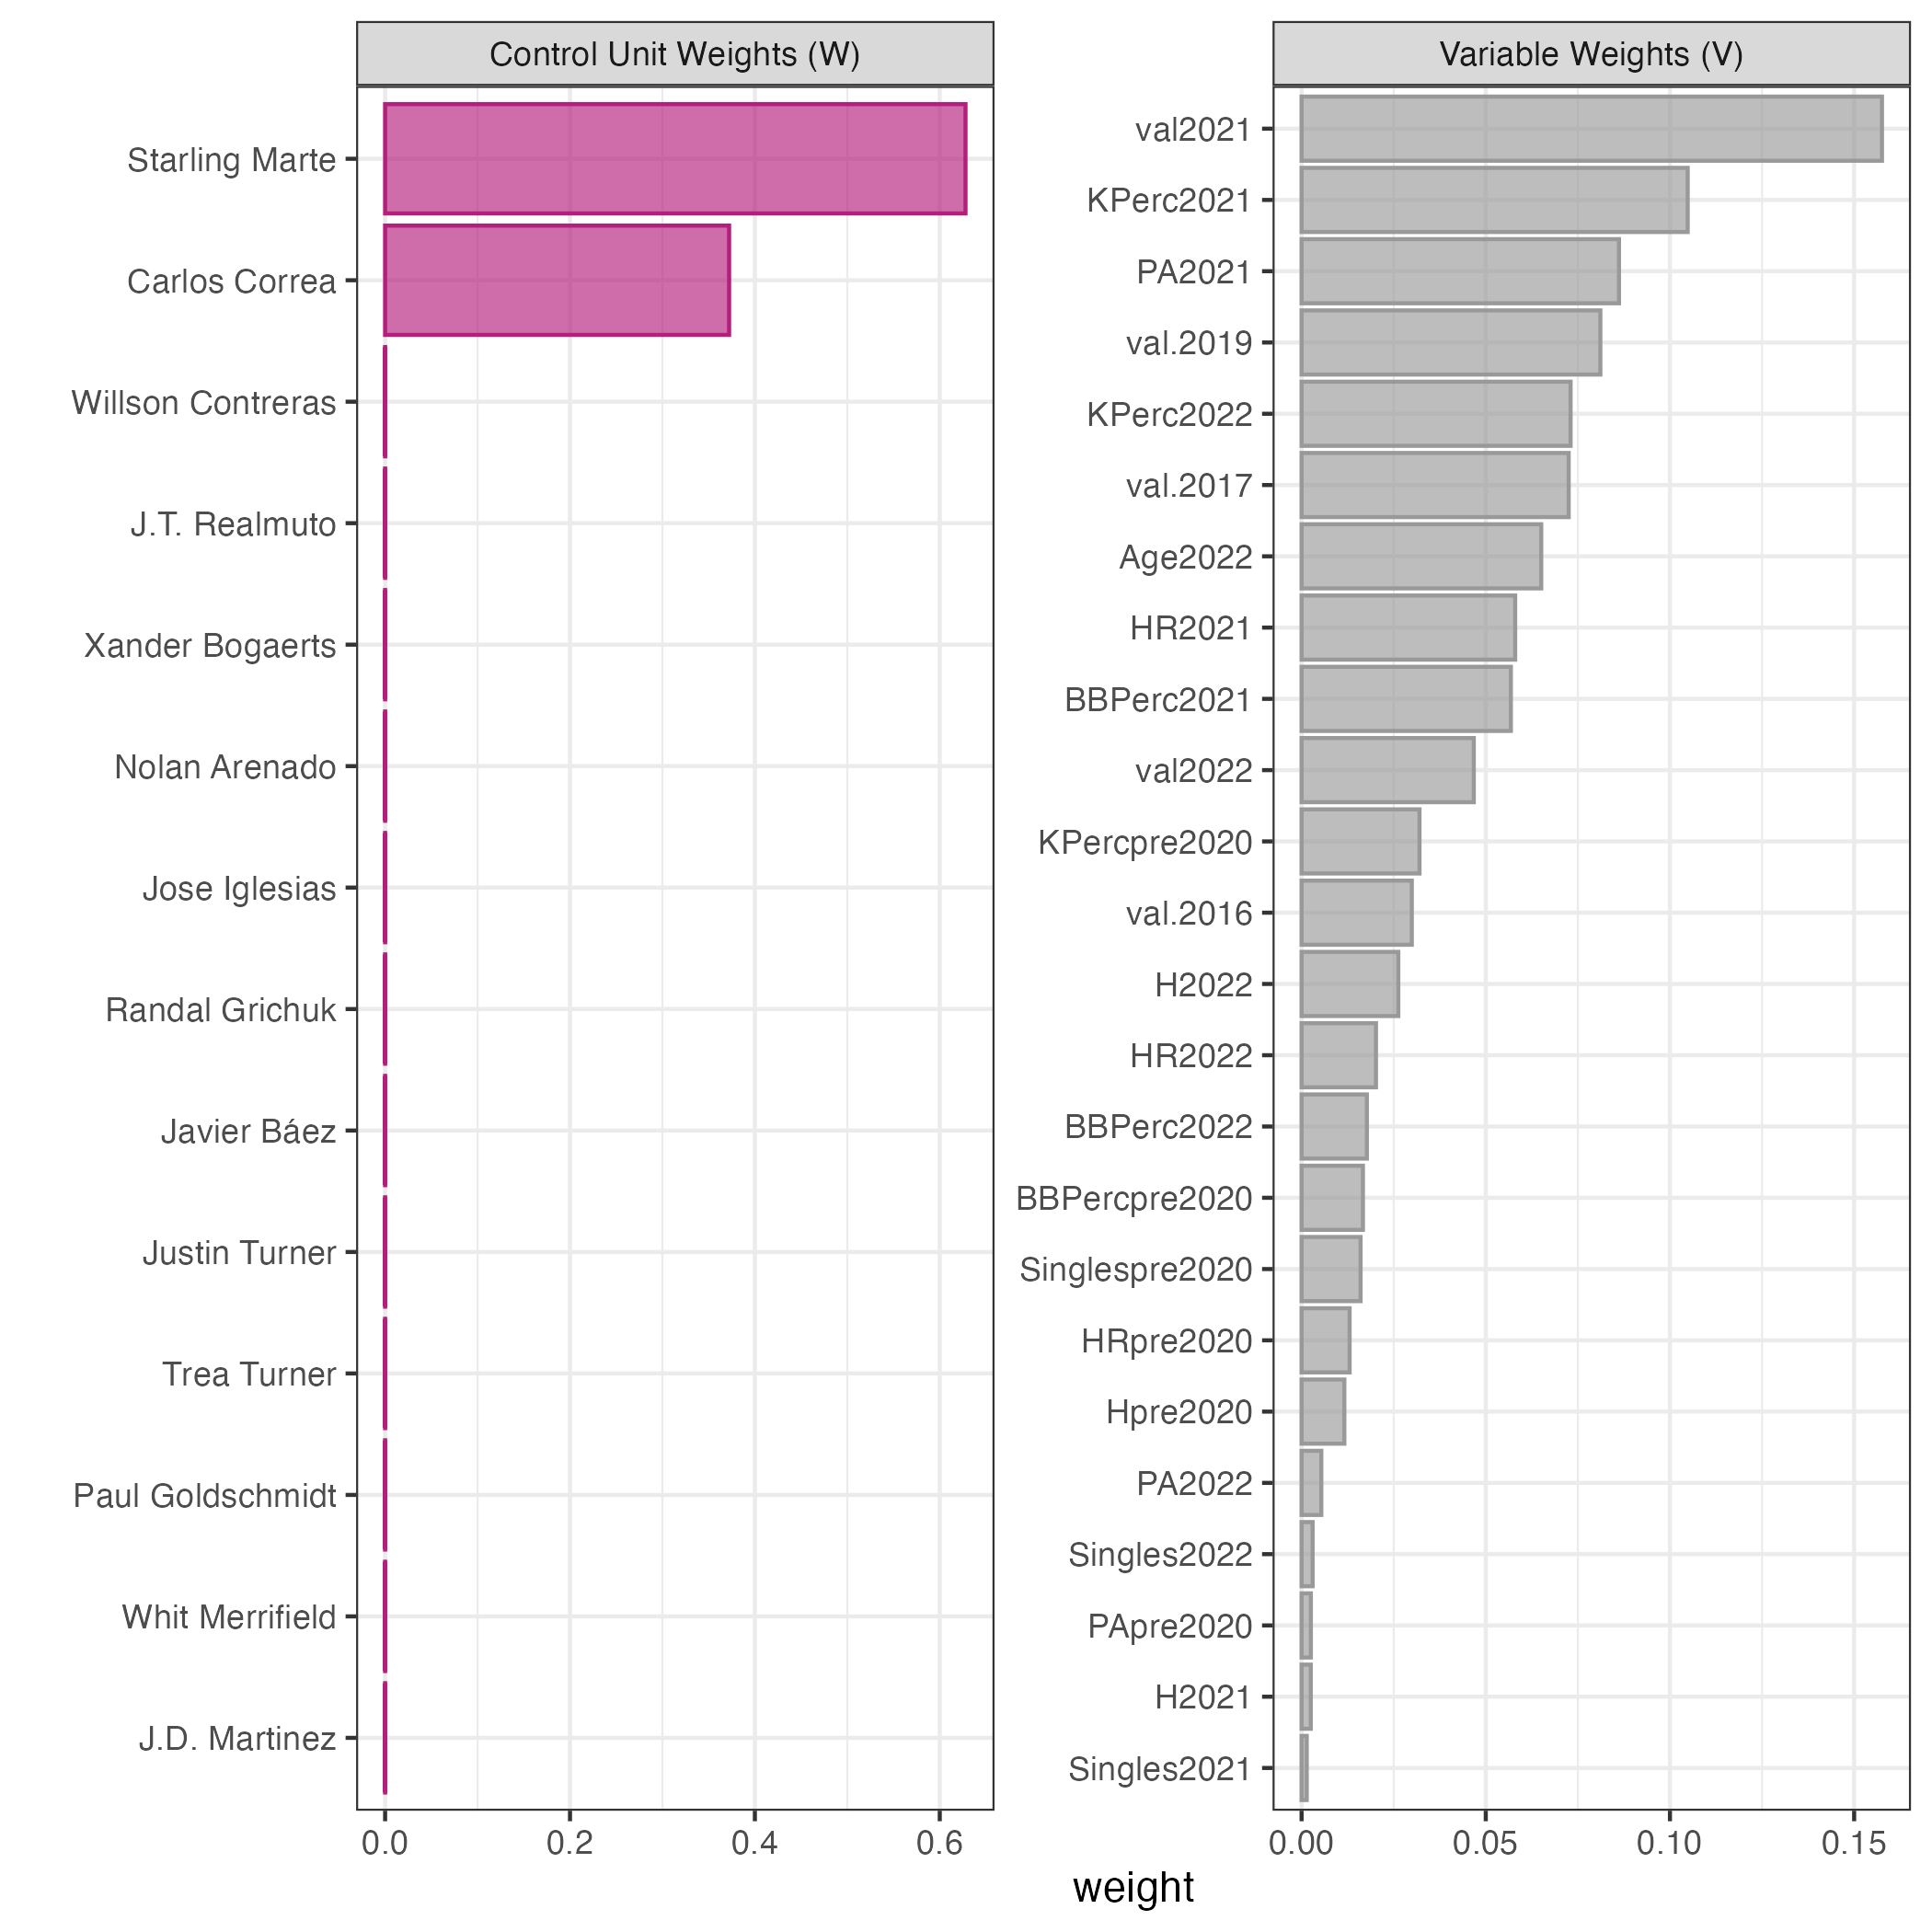 Control Unit Weights (W)
Starling Marte
Carlos Correa
Willson Contreras
J.T. Realmuto
Xander Bogaerts
Nolan Arenado
Jose Iglesias
Randal Grichuk
Javier Báez
Justin Turner
Trea Turner
Paul Goldschmidt
Whit Merrifield
J.D. Martinez
0.0 0.2 0.4 0.6
Variable Weights (V)
val2021
KPerc2021
PA2021
val.2019
KPerc2022
val.2017
Age2022
HR2021
BBPerc2021
val2022
KPercpre2020
val.2016
H2022
HR2022
BBPerc2022
BBPercpre2020
Singlespre2020
HRpre2020
Hpre2020
PA2022
Singles2022
PApre2020
H2021
Singles2021
0.00 0.05 0.10 0.15
weight